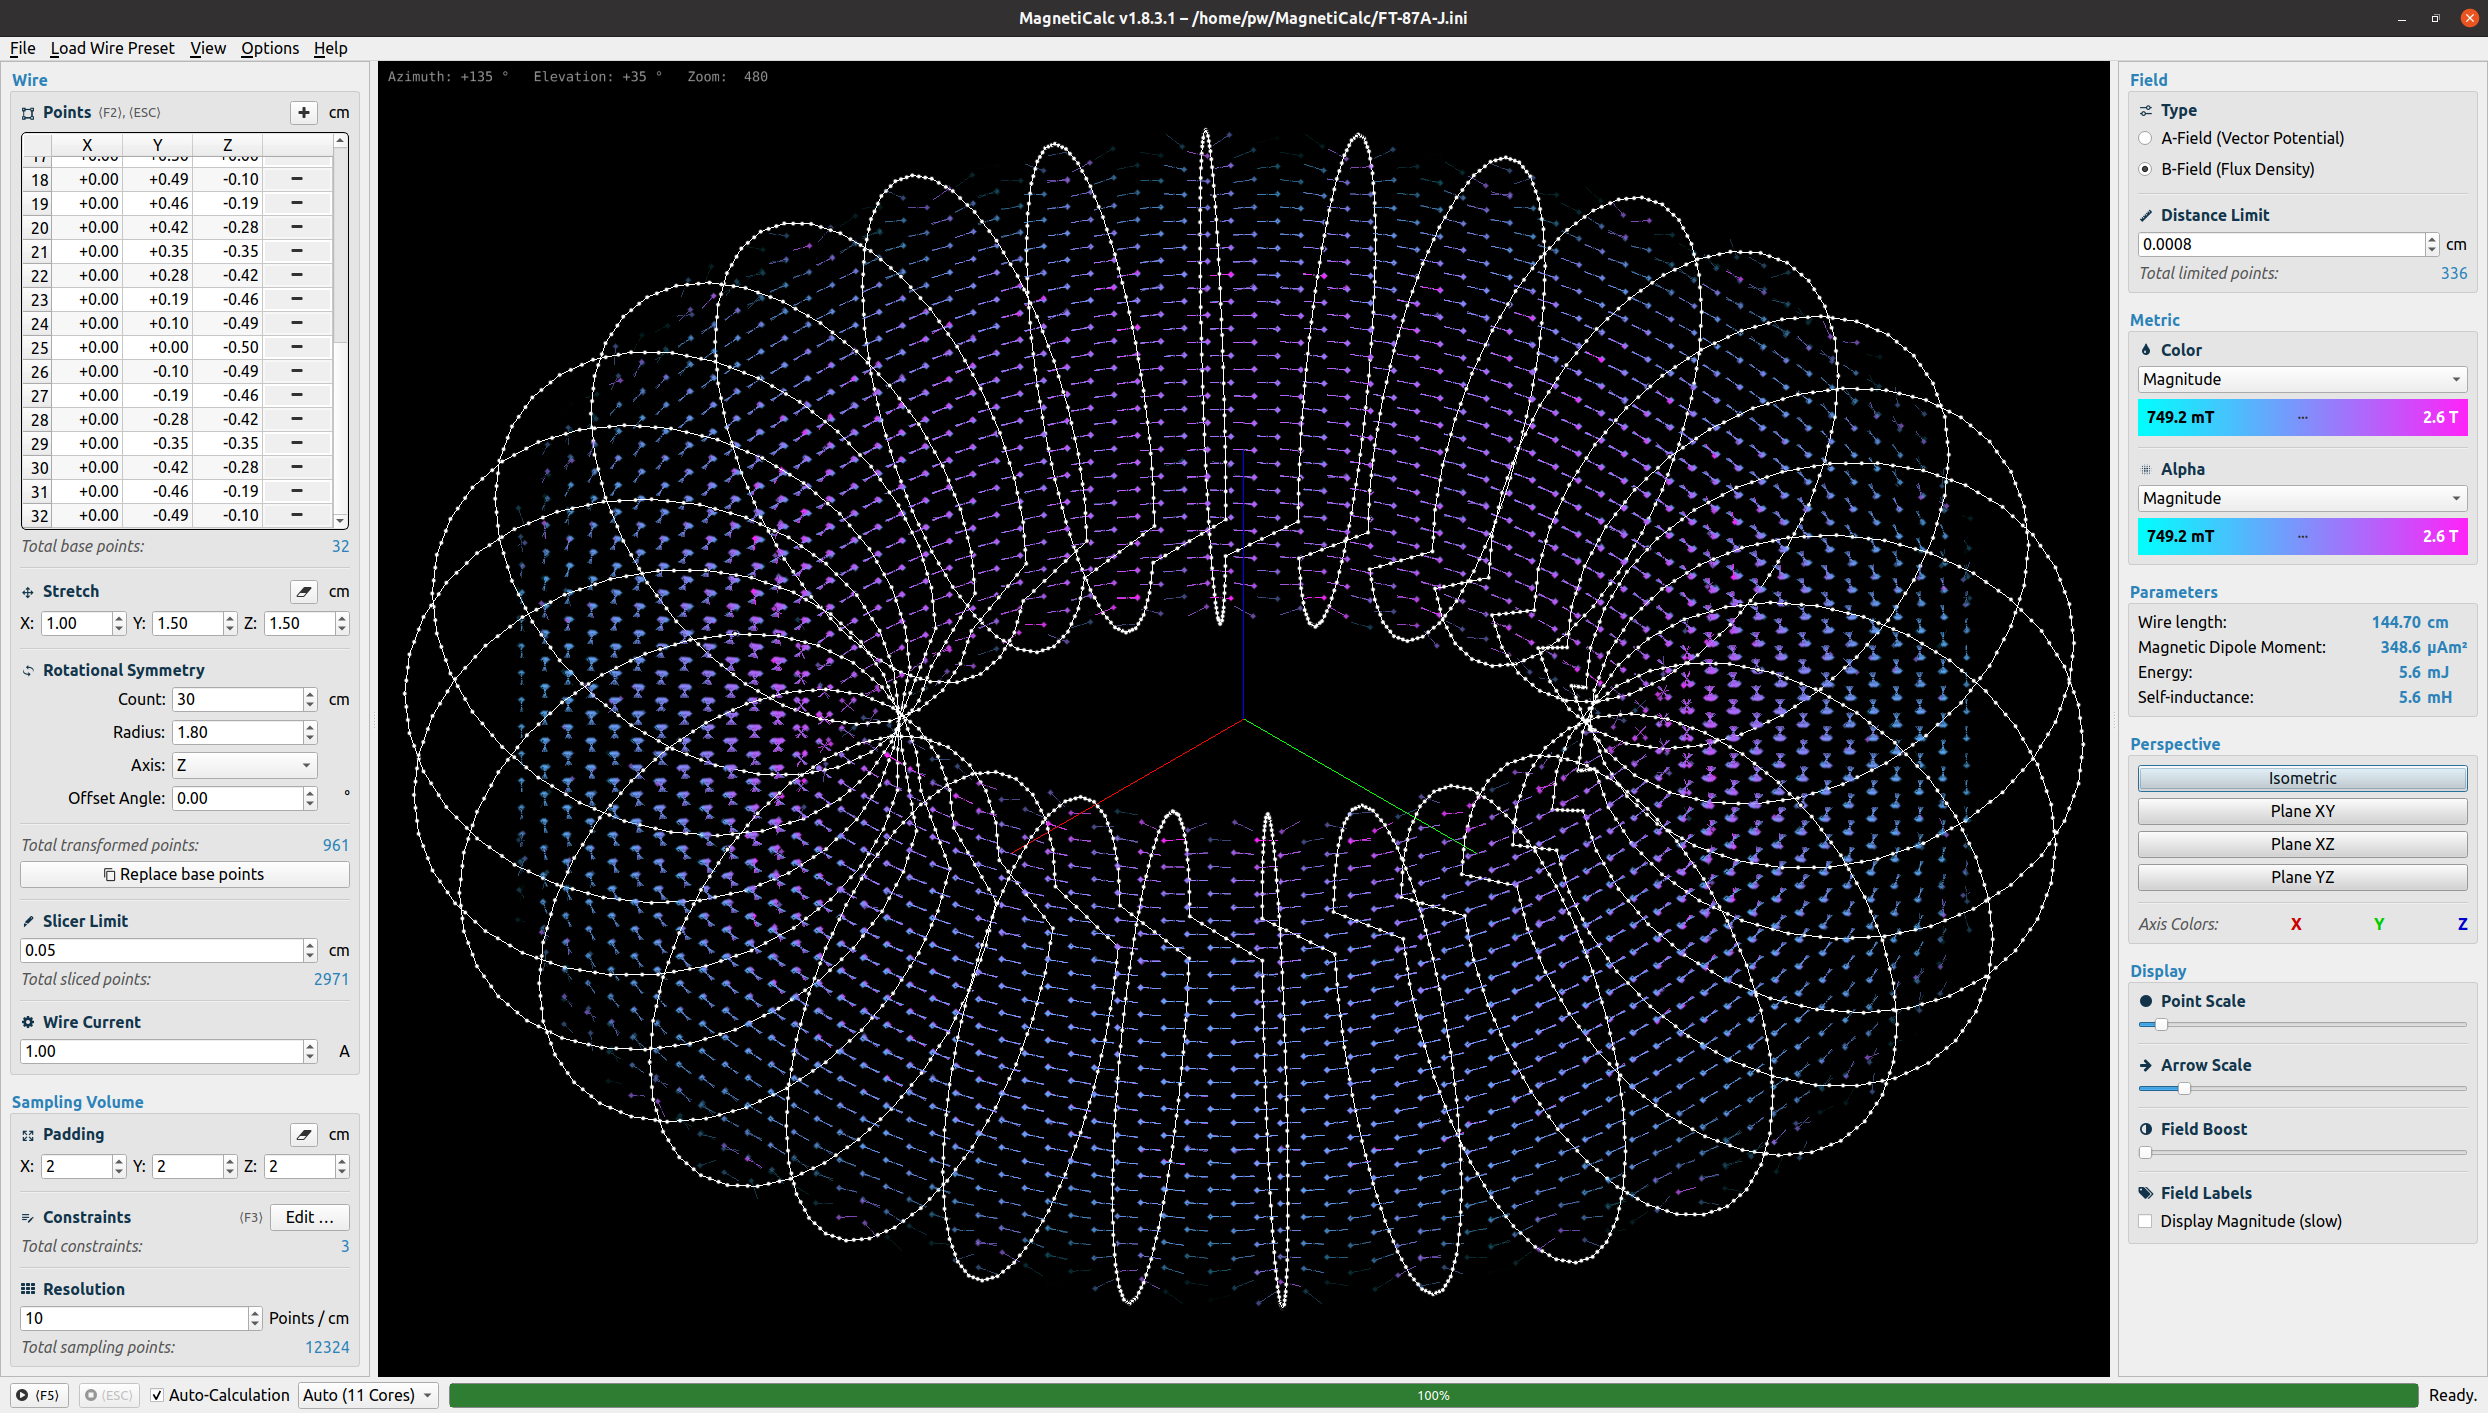 MagnetiCalc v1.8.3.1 – /home/pw/MagnetiCalc/FT-87A-J.ini
File Load Wire Preset View Options Help
Wire
Points (F2), (ESC) + cm
X Y Z
18 +0.00 +0.49 -0.10
19 +0.00 +0.46 -0.19
20 +0.00 +0.42 -0.28
21 +0.00 +0.35 -0.35
22 +0.00 +0.28 -0.42
23 +0.00 +0.19 -0.46
24 +0.00 +0.10 -0.49
25 +0.00 +0.00 -0.50
26 +0.00 -0.10 -0.49
27 +0.00 -0.19 -0.46
28 +0.00 -0.28 -0.42
29 +0.00 -0.35 -0.35
30 +0.00 -0.42 -0.28
31 +0.00 -0.46 -0.19
32 +0.00 -0.49 -0.10
Total base points: 32
Stretch cm
X: 1.00 Y: 1.50 Z: 1.50
Rotational Symmetry
Count: 30 cm
Radius: 1.80
Axis: Z
Offset Angle: 0.00 °
Total transformed points: 961
Replace base points
Slicer Limit
0.05 cm
Total sliced points: 2971
Wire Current
1.00 A
Sampling Volume
Padding cm
X: 2 Y: 2 Z: 2
Constraints (F3) Edit ...
Total constraints: 3
Resolution
10 Points / cm
Total sampling points: 12324
Azimuth: +135 ° Elevation: +35 ° Zoom: 480
Field
Type
A-Field (Vector Potential)
B-Field (Flux Density)
Distance Limit
0.0008 cm
Total limited points: 336
Metric
Color
Magnitude
749.2 mT ... 2.6 T
Alpha
Magnitude
749.2 mT ... 2.6 T
Parameters
Wire length: 144.70 cm
Magnetic Dipole Moment: 348.6 µAm²
Energy: 5.6 mJ
Self-inductance: 5.6 mH
Perspective
Isometric
Plane XY
Plane XZ
Plane YZ
Axis Colors: X Y Z
Display
Point Scale
Arrow Scale
Field Boost
Field Labels
Display Magnitude (slow)
(F5) (ESC) Auto-Calculation Auto (11 Cores) 100% Ready.